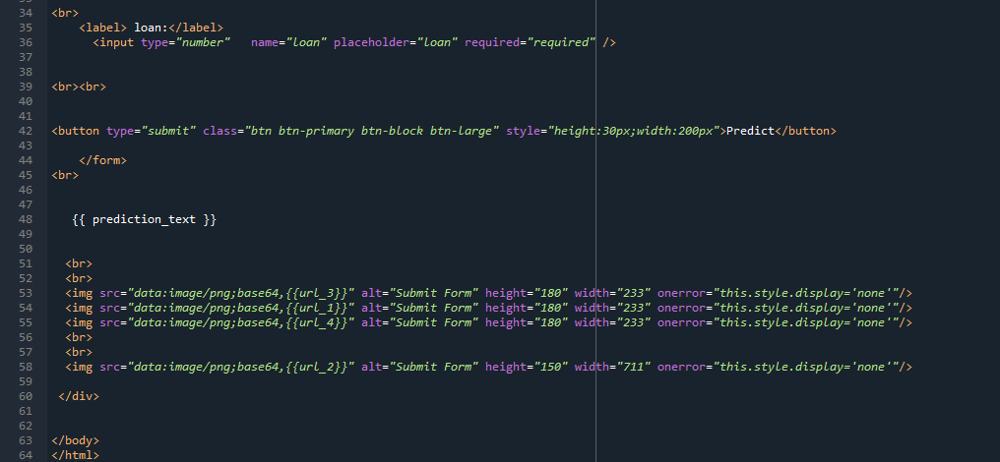 34 <br>
35     <label> loan:</label>
36       <input type="number"   name="loan" placeholder="loan" required="required" />
37
38
39 <br><br>
40
41
42 <button type="submit" class="btn btn-primary btn-block btn-large" style="height:30px;width:200px">Predict</button>
43
44     </form>
45 <br>
46
47
48    {{ prediction_text }}
49
50
51   <br>
52   <br>
53   <img src="data:image/png;base64,{{url_3}}" alt="Submit Form" height="180" width="233" onerror="this.style.display='none'"/>
54   <img src="data:image/png;base64,{{url_1}}" alt="Submit Form" height="180" width="233" onerror="this.style.display='none'"/>
55   <img src="data:image/png;base64,{{url_4}}" alt="Submit Form" height="180" width="233" onerror="this.style.display='none'"/>
56   <br>
57   <br>
58   <img src="data:image/png;base64,{{url_2}}" alt="Submit Form" height="150" width="711" onerror="this.style.display='none'"/>
59
60  </div>
61
62
63 </body>
64 </html>